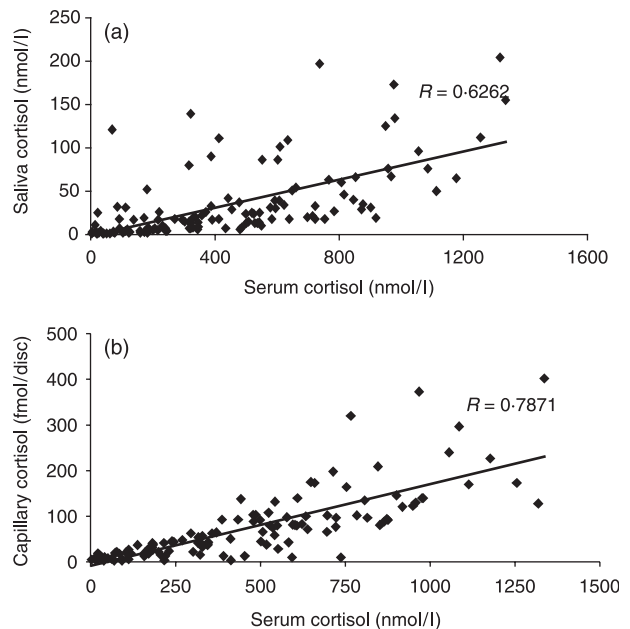 (a)
250
200
150
100
50
0
Saliva cortisol (nmol/l)
R = 0·6262
0 400 800 1200 1600
Serum cortisol (nmol/l)
(b)
500
400
300
200
100
0
Capillary cortisol (fmol/disc)
R = 0·7871
0 250 500 750 1000 1250 1500
Serum cortisol (nmol/l)